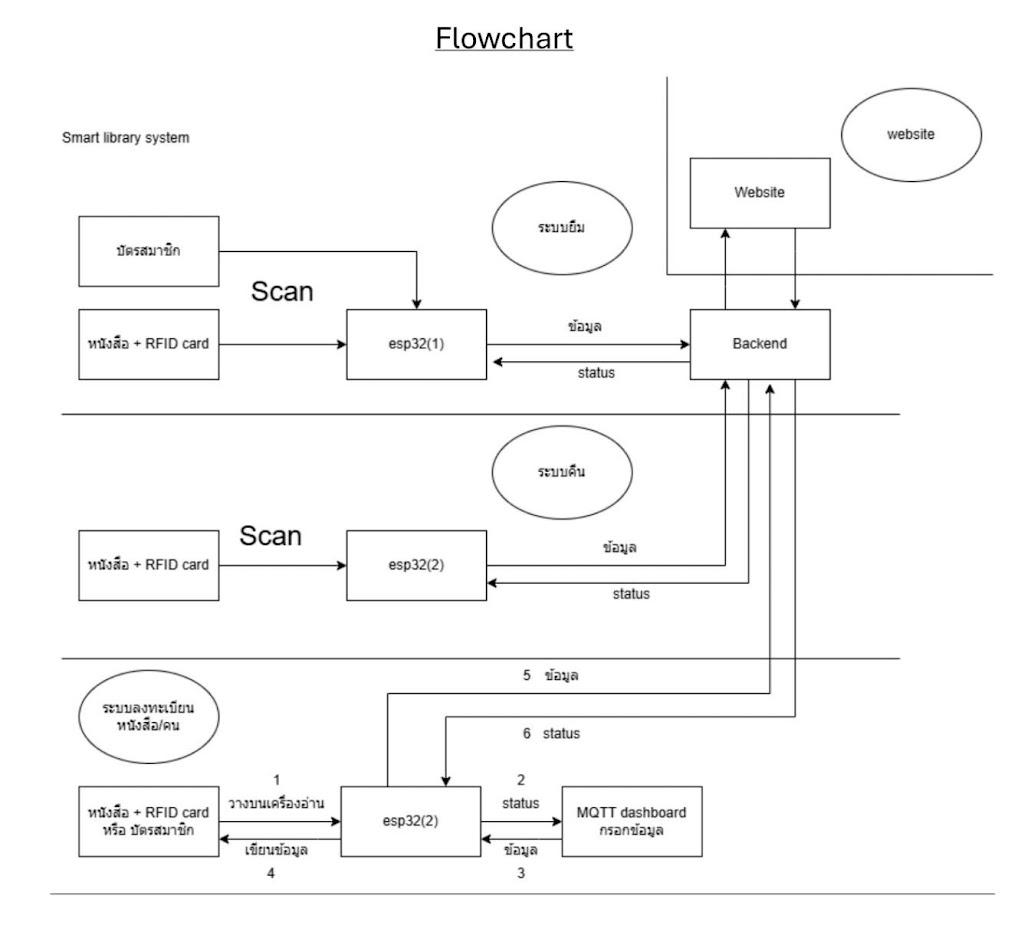 Flowchart
Smart library system
website
Website
ระบบยืม
บัตรสมาชิก
Scan
หนังสือ + RFID card
esp32(1)
ข้อมูล
status
Backend
ระบบคืน
Scan
หนังสือ + RFID card
esp32(2)
ข้อมูล
status
ระบบลงทะเบียน
หนังสือ/คน
5 ข้อมูล
6 status
หนังสือ + RFID card
หรือ บัตรสมาชิก
1
วางบนเครื่องอ่าน
เขียนข้อมูล
4
esp32(2)
2
status
ข้อมูล
3
MQTT dashboard
กรอกข้อมูล